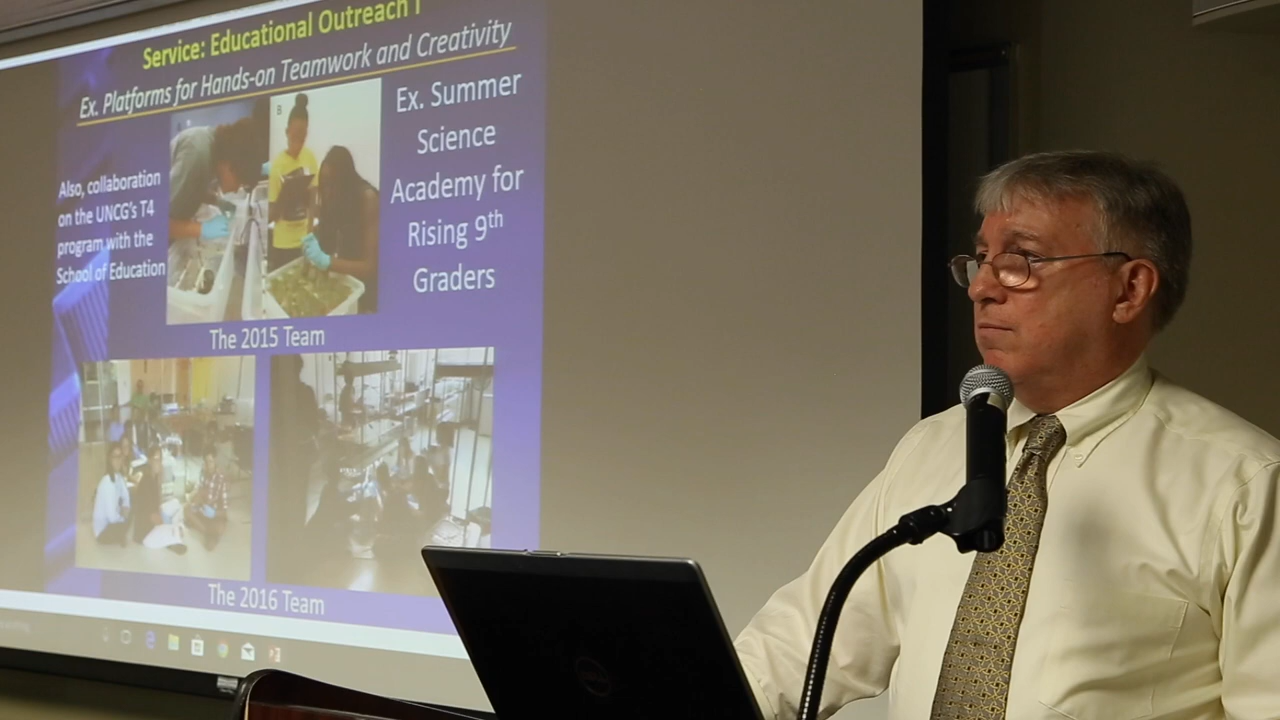 Service: Educational Outreach I
Ex. Platforms for Hands-on Teamwork and Creativity
B
Ex. Summer
Science
Academy for
Rising 9th
Graders
Also, collaboration
on the UNCG's T4
program with the
School of Education
The 2015 Team
The 2016 Team